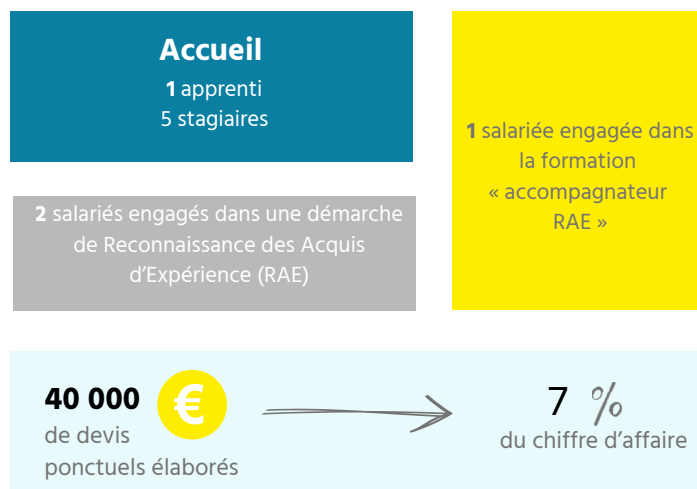 Accueil
1 apprenti
5 stagiaires
1 salariée engagée dans
la formation
« accompagnateur
RAE »
2 salariés engagés dans une démarche
de Reconnaissance des Acquis
d'Expérience (RAE)
40 000 €
de devis
ponctuels élaborés
7 %
du chiffre d'affaire